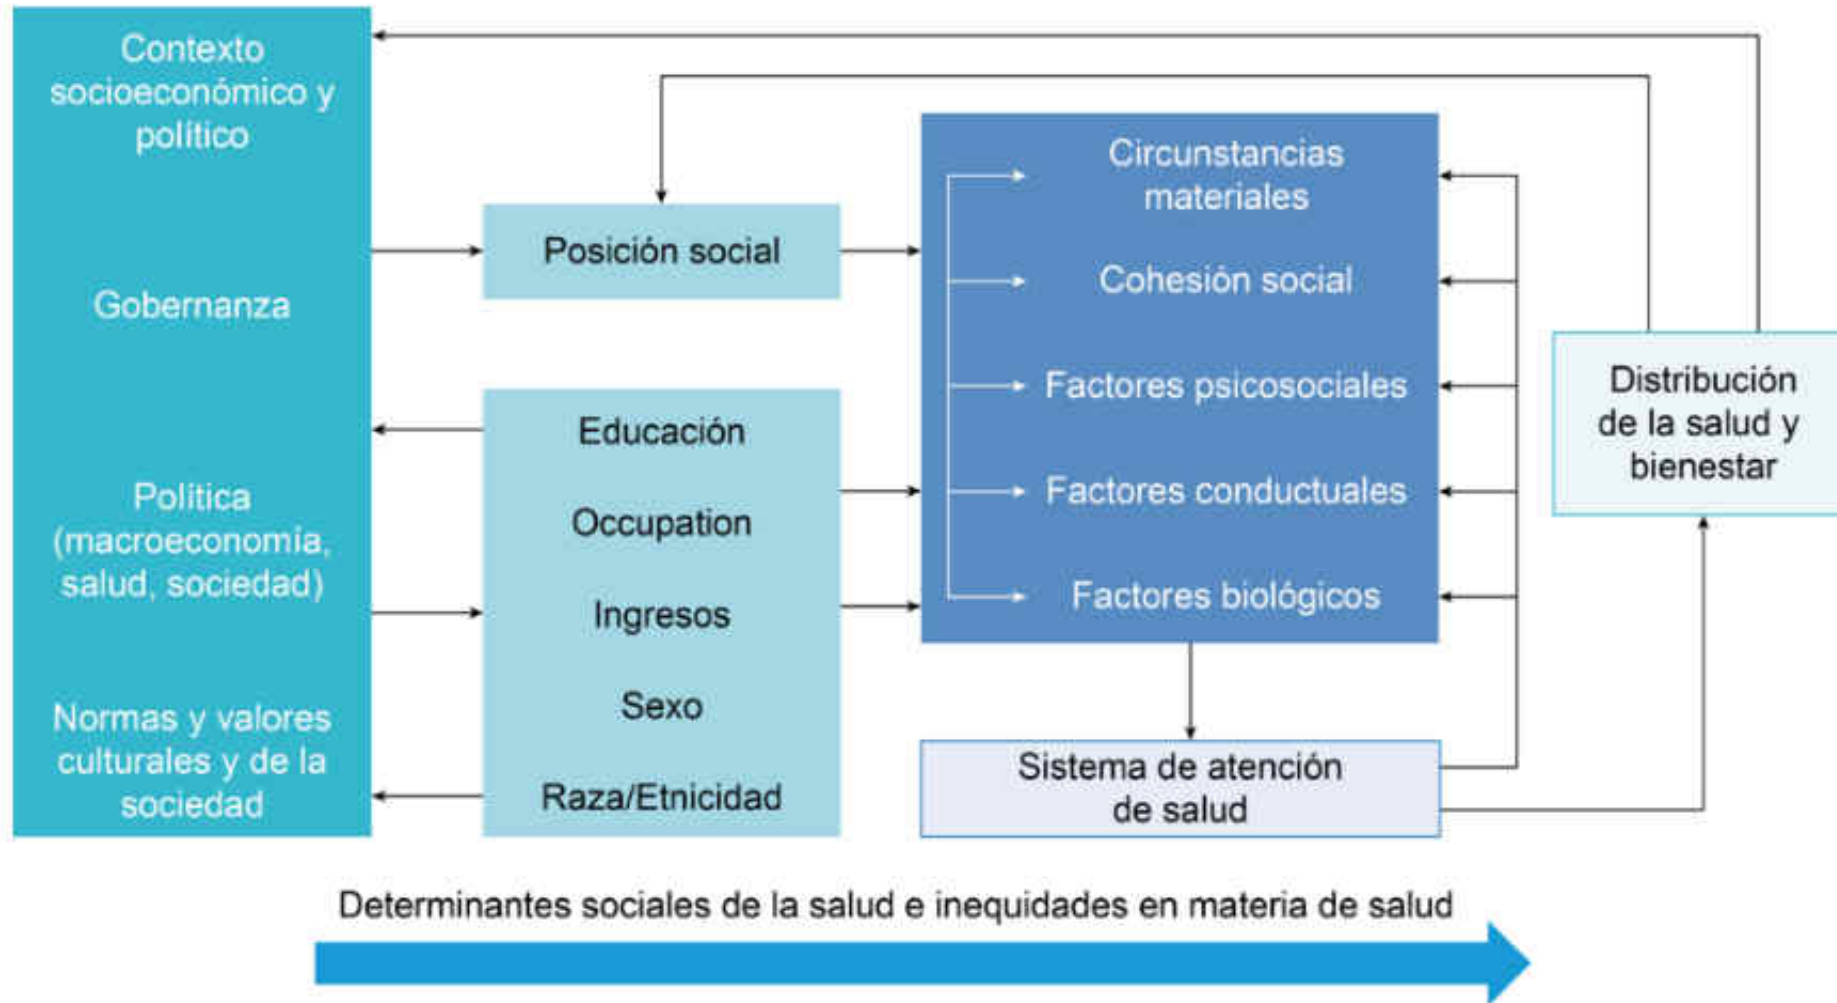 Contexto
socioeconómico y
político
Gobernanza
Política
(macroeconomía,
salud, sociedad)
Normas y valores
culturales y de la
sociedad
Posición social
Educación
Occupation
Ingresos
Sexo
Raza/Etnicidad
Circunstancias
materiales
Cohesión social
Factores psicosociales
Factores conductuales
Factores biológicos
Sistema de atención
de salud
Distribución
de la salud y
bienestar
Determinantes sociales de la salud e inequidades en materia de salud